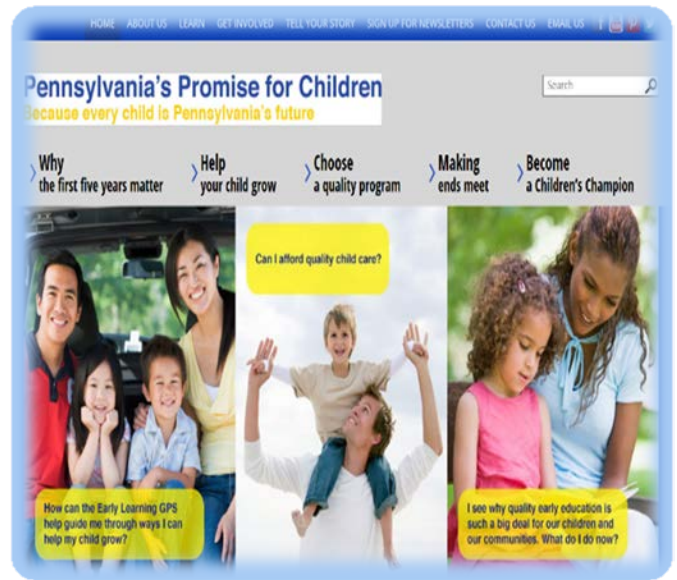 HOME ABOUT US LEARN GET INVOLVED TELL YOUR STORY SIGN UP FOR NEWSLETTERS CONTACT US EMAIL US
Pennsylvania's Promise for Children
Because every child is Pennsylvania's future
Search
Why
the first five years matter
Help
your child grow
Choose
a quality program
Making
ends meet
Become
a Children's Champion
Can I afford quality child care?
How can the Early Learning GPS
help guide me through ways I can
help my child grow?
I see why quality early education is
such a big deal for our children and
our communities. What do I do now?